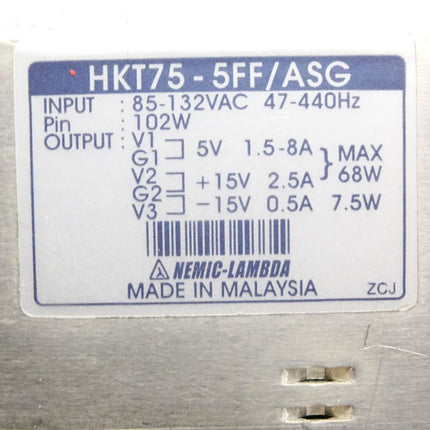 HKT75 - 5FF/ASG
INPUT : 85-132VAC 47-440Hz
Pin : 102W
OUTPUT : V1 G1 5V 1.5-8A MAX
V2 +15V 2.5A 68W
G2
V3 -15V 0.5A 7.5W
NEMIC-LAMBDA
MADE IN MALAYSIA ZCJ